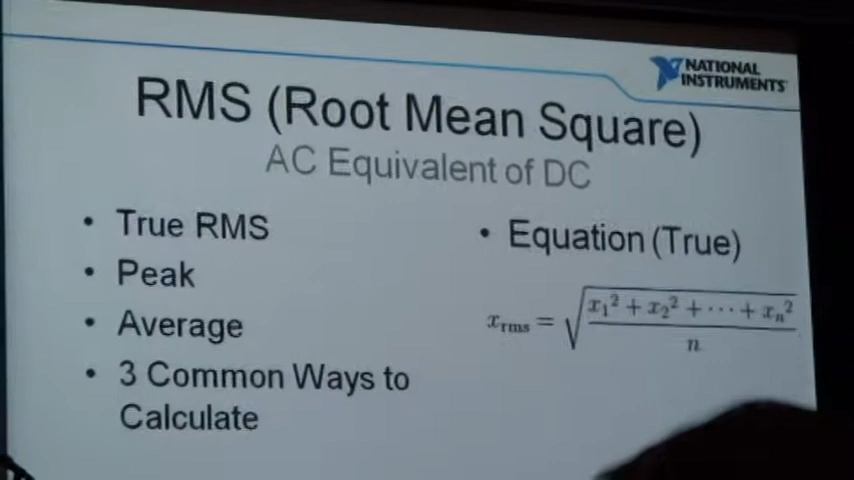 NATIONAL
INSTRUMENTS
RMS (Root Mean Square)
AC Equivalent of DC
• True RMS
• Peak
• Average
• 3 Common Ways to
Calculate
• Equation (True)
x_rms = √((x₁² + x₂² + ⋯ + xₙ²)/n)